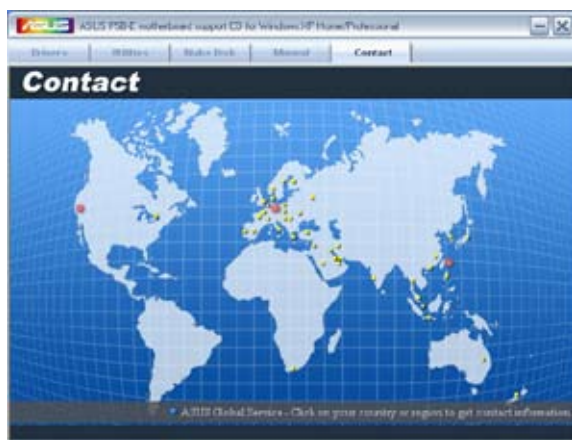 ASUS ASUS P5B-E motherboard support CD for Windows XP Home/Professional
Drivers Utilities Make Disk Manual Contact
Contact
ASUS Global Service - Click on your country or region to get contact information